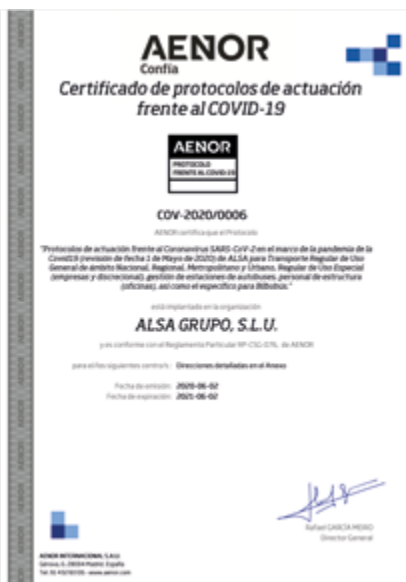 AENOR
Confía
Certificado de protocolos de actuación
frente al COVID-19
AENOR
PROTOCOLO
FRENTE AL COVID-19
COV-2020/0006
AENOR certifica que el Protocolo
"Protocolos de actuación frente al Coronavirus SARS-CoV-2 en el marco de la pandemia de la
Covid19 (revisión de fecha 1 de Mayo de 2020) de ALSA para Transporte Regular de Uso
General de ámbito Nacional, Regional, Metropolitano y Urbano, Regular de Uso Especial
(empresas y discrecional), gestión de estaciones de autobuses, personal de estructura
(oficinas), así como el específico para Bilbobus."
está implantado en la organización
ALSA GRUPO, S.L.U.
y es conforme con el Reglamento Particular RP-CSG-076, de AENOR
para el/los siguientes centro/s: Direcciones detalladas en el Anexo
Fecha de emisión: 2020-06-02
Fecha de expiración: 2021-06-02
Rafael GARCÍA MEIRO
Director General
AENOR INTERNACIONAL S.A.U.
Génova, 6. 28004 Madrid. España
www.aenor.com